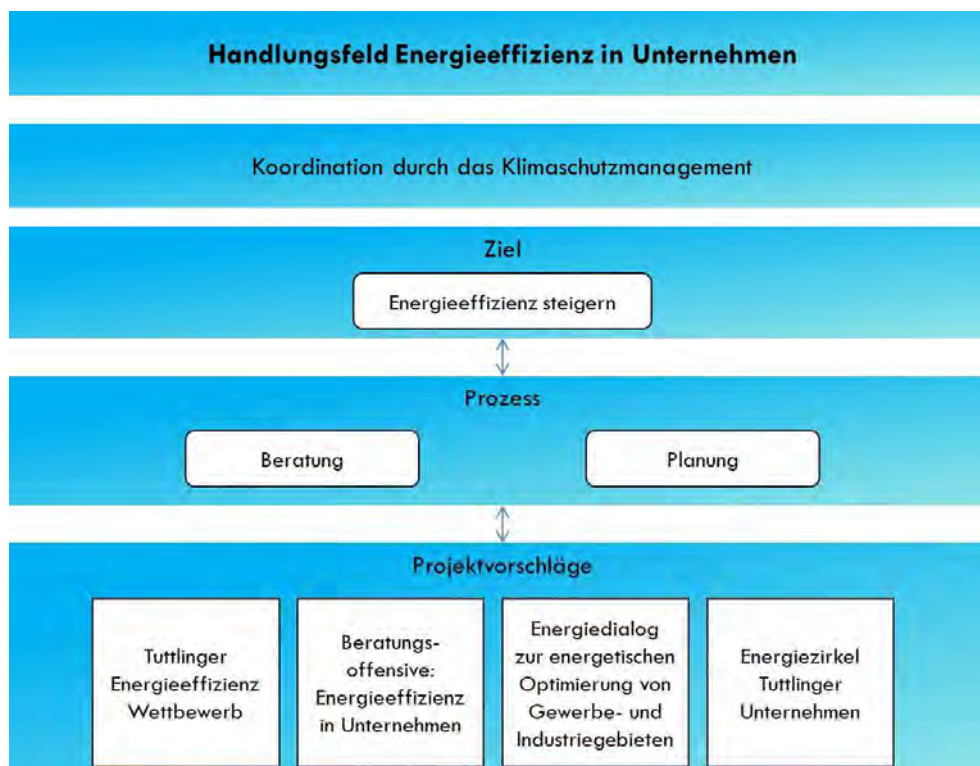 Handlungsfeld Energieeffizienz in Unternehmen
Koordination durch das Klimaschutzmanagement
Ziel
Energieeffizienz steigern
Prozess
Beratung
Planung
Projektvorschläge
Tuttlinger
Energieeffizienz
Wettbewerb
Beratungs-
offensive:
Energieeffizienz
in Unternehmen
Energiedialog
zur energetischen
Optimierung von
Gewerbe- und
Industriegebieten
Energiezirkel
Tuttlinger
Unternehmen